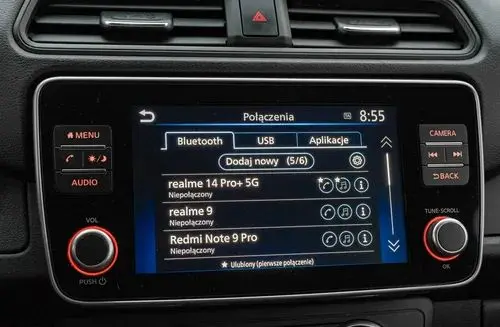 Połączenia
8:55
MENU
AUDIO
VOL
PUSH
Bluetooth
USB
Aplikacje
Dodaj nowy (5/6)
realme 14 Pro+ 5G
Niepołączony
realme 9
Niepołączony
Redmi Note 9 Pro
Niepołączony
★ Ulubiony (pierwsze połączenie)
CAMERA
BACK
TUNE·SCROLL
OK